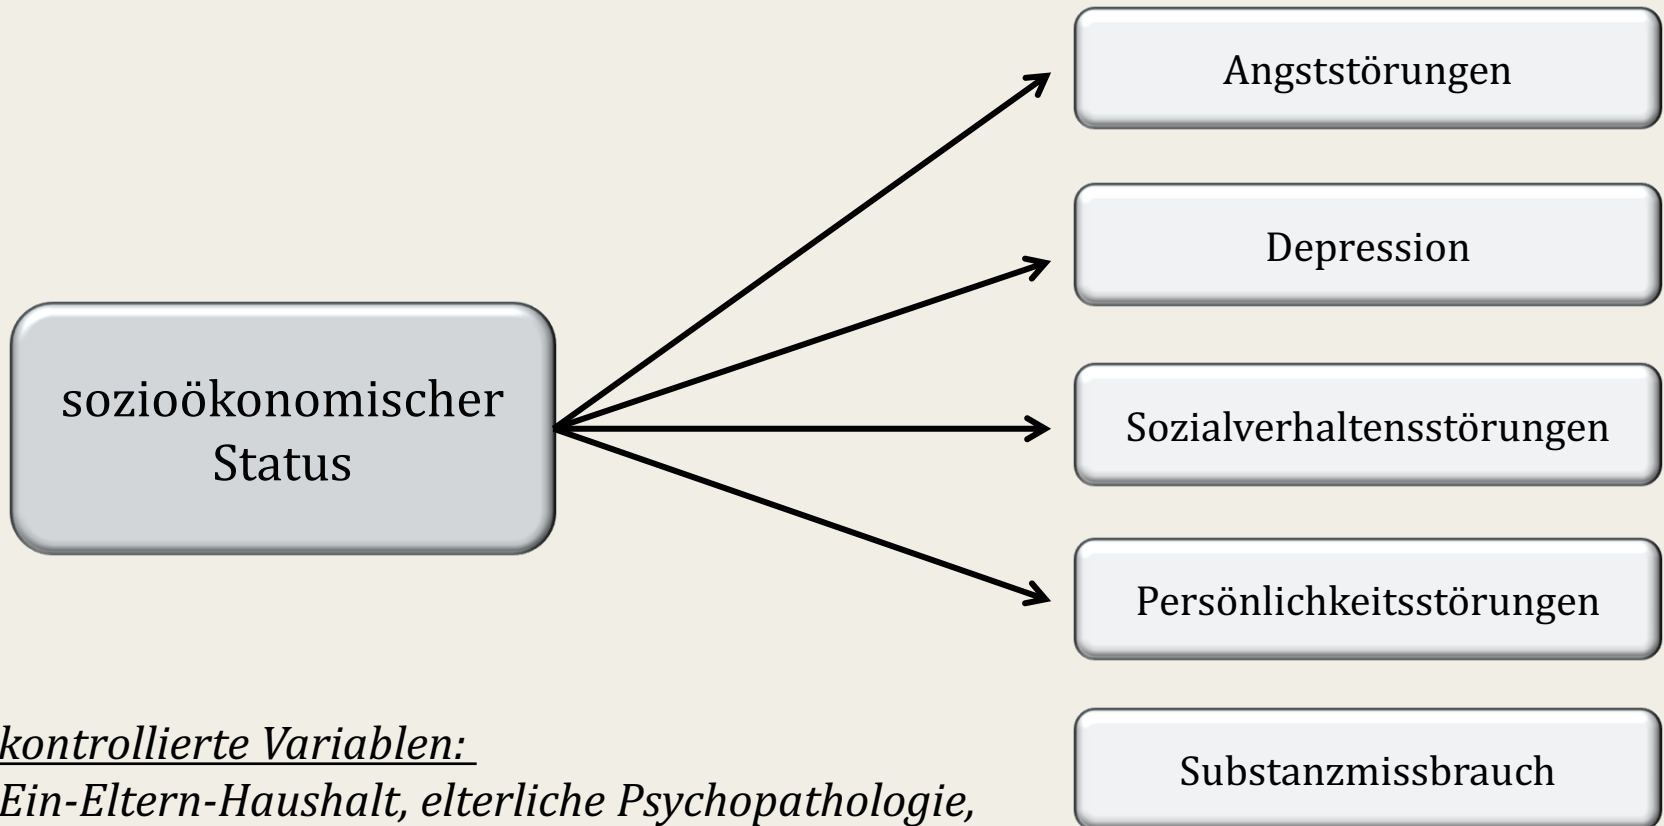 Angststörungen
Depression
sozioökonomischer
Status
Sozialverhaltensstörungen
Persönlichkeitsstörungen
kontrollierte Variablen:
Ein-Eltern-Haushalt, elterliche Psychopathologie,
Substanzmissbrauch